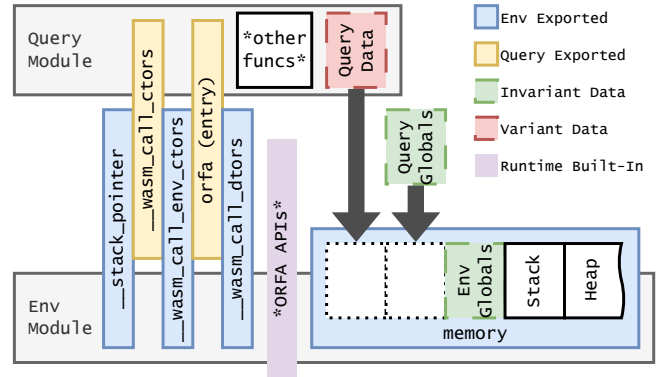 Query
Module
__stack_pointer
__wasm_call_ctors
__wasm_call_env_ctors
orfa (entry)
__wasm_call_dtors
*ORFA APIs*
*other
funcs*
Query
Data
Query
Globals
Env
Globals
Stack
Heap
memory
Env
Module
Env Exported
Query Exported
Invariant Data
Variant Data
Runtime Built-In